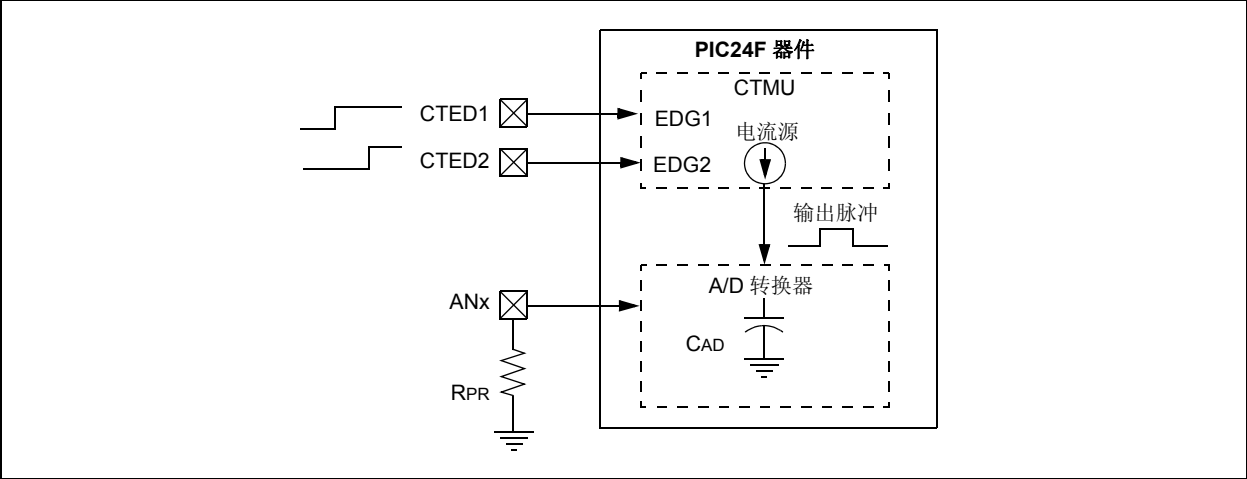 PIC24F 器件
CTMU
CTED1
EDG1
电流源
CTED2
EDG2
输出脉冲
A/D 转换器
ANx
CAD
RPR